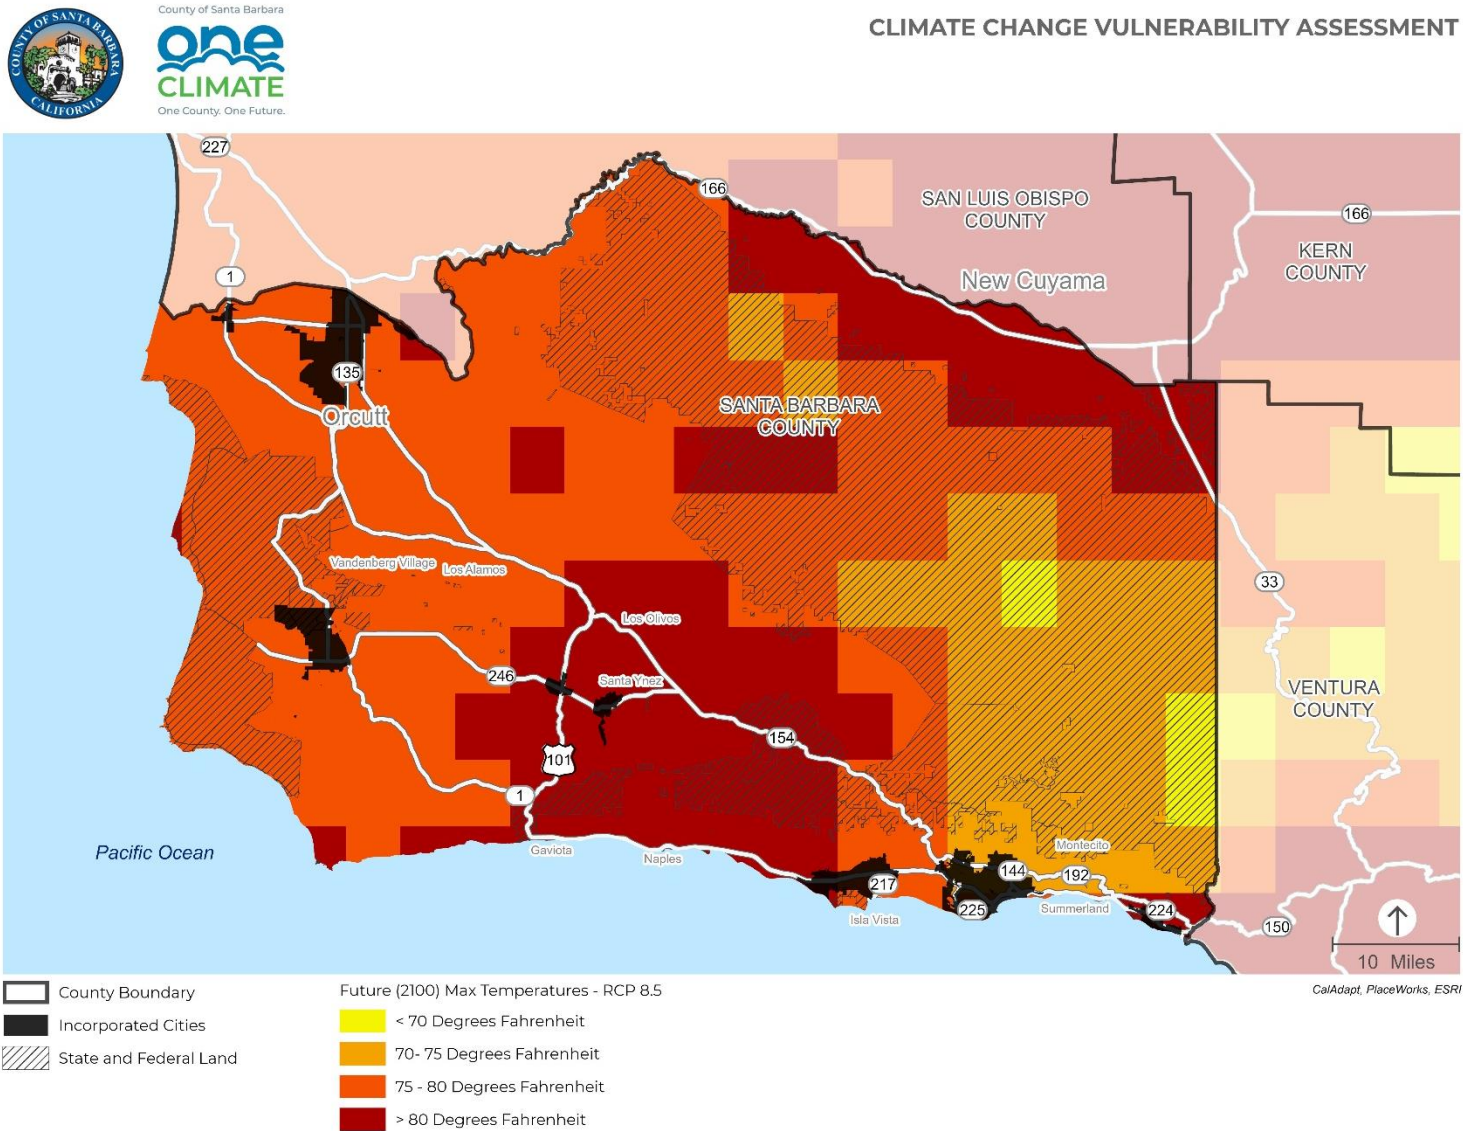 COUNTY OF SANTA BARBARA
CALIFORNIA
County of Santa Barbara
one
CLIMATE
One County. One Future.
CLIMATE CHANGE VULNERABILITY ASSESSMENT
227
166
SAN LUIS OBISPO
COUNTY
166
KERN
COUNTY
1
New Cuyama
135
Orcutt
SANTA BARBARA
COUNTY
Vandenberg Village
Los Alamos
33
Los Olivos
246
Santa Ynez
VENTURA
COUNTY
154
101
1
Pacific Ocean
Gaviota
Naples
Montecito
144
192
217
225
Summerland
224
Isla Vista
150
10 Miles
CalAdapt, PlaceWorks, ESRI
County Boundary
Incorporated Cities
State and Federal Land
Future (2100) Max Temperatures - RCP 8.5
< 70 Degrees Fahrenheit
70- 75 Degrees Fahrenheit
75 - 80 Degrees Fahrenheit
> 80 Degrees Fahrenheit